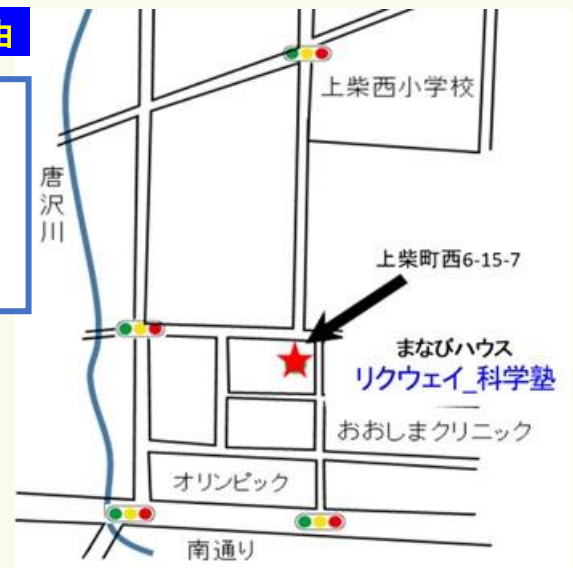 由
上柴西小学校
唐沢川
上柴町西6-15-7
まなびハウス
リクウェイ_科学塾
おおしまクリニック
オリンピック
南通り